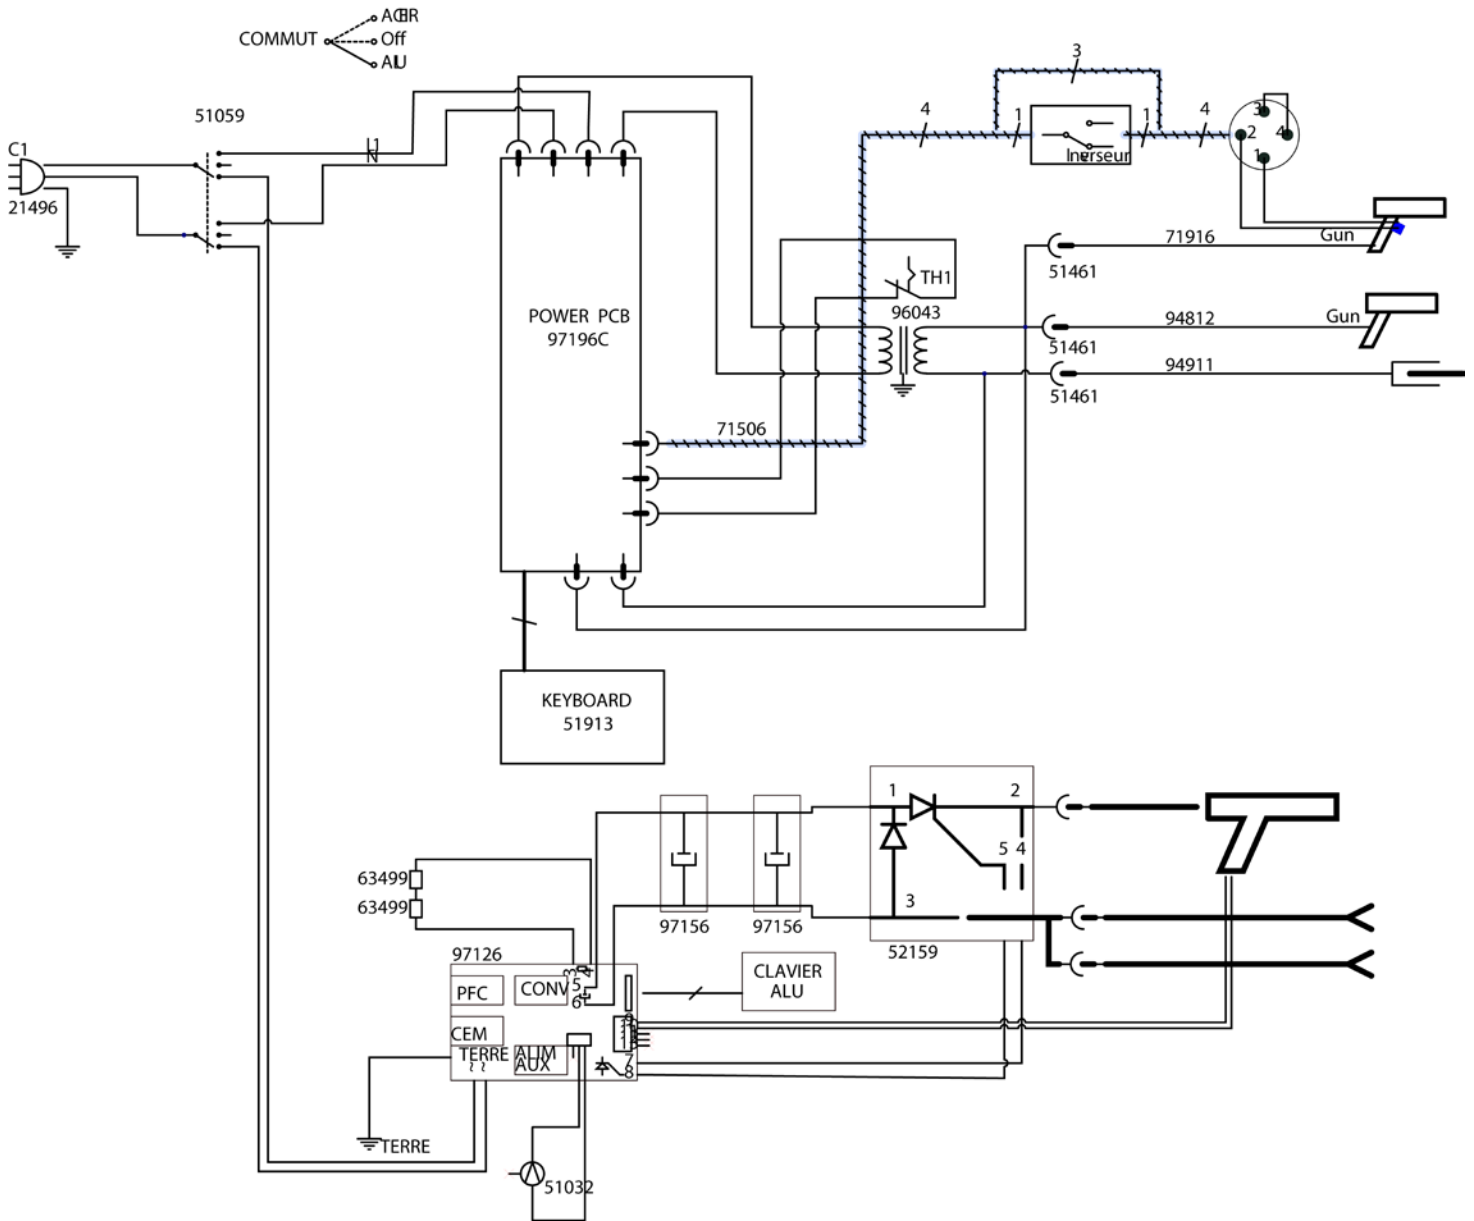 COMMUT
ACIER
Off
ALU
51059
C1
21496
L1
N
POWER PCB
97196C
71506
KEYBOARD
51913
TH1
96043
3
4
1
1
4
Inverseur
3
2
4
1
71916
Gun
51461
94812
Gun
51461
94911
51461
63499
63499
97156
97156
1
2
5 4
3
52159
97126
PFC
CONV
3
4
5
6
CLAVIER
ALU
CEM
TERRE
~ ~
ALIM
AUX
7
8
TERRE
51032